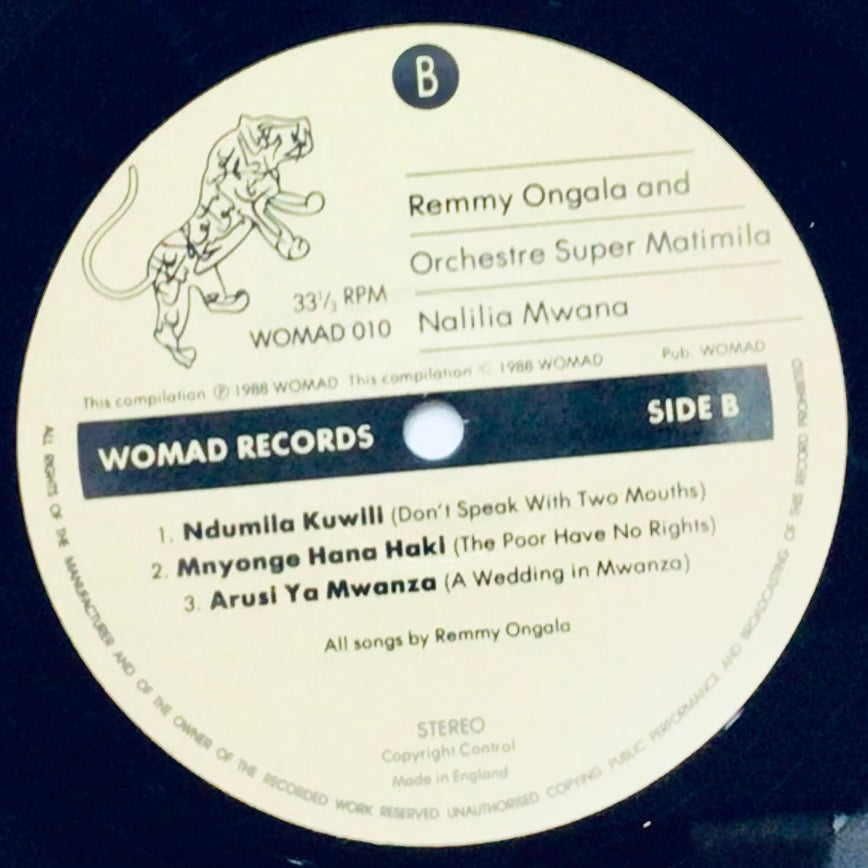 B
Remmy Ongala and
Orchestre Super Matimila
Nalilia Mwana
33⅓ RPM
WOMAD 010
This compilation ℗ 1988 WOMAD This compilation © 1988 WOMAD Pub. WOMAD
WOMAD RECORDS SIDE B
1. Ndumila Kuwili (Don't Speak With Two Mouths)
2. Mnyonge Hana Haki (The Poor Have No Rights)
3. Arusi Ya Mwanza (A Wedding in Mwanza)
All songs by Remmy Ongala
STEREO
Copyright Control
Made in England
ALL RIGHTS OF THE MANUFACTURER AND OF THE OWNER OF THE RECORDED WORK RESERVED UNAUTHORISED COPYING PUBLIC PERFORMANCE AND BROADCASTING OF THIS RECORD PROHIBITED